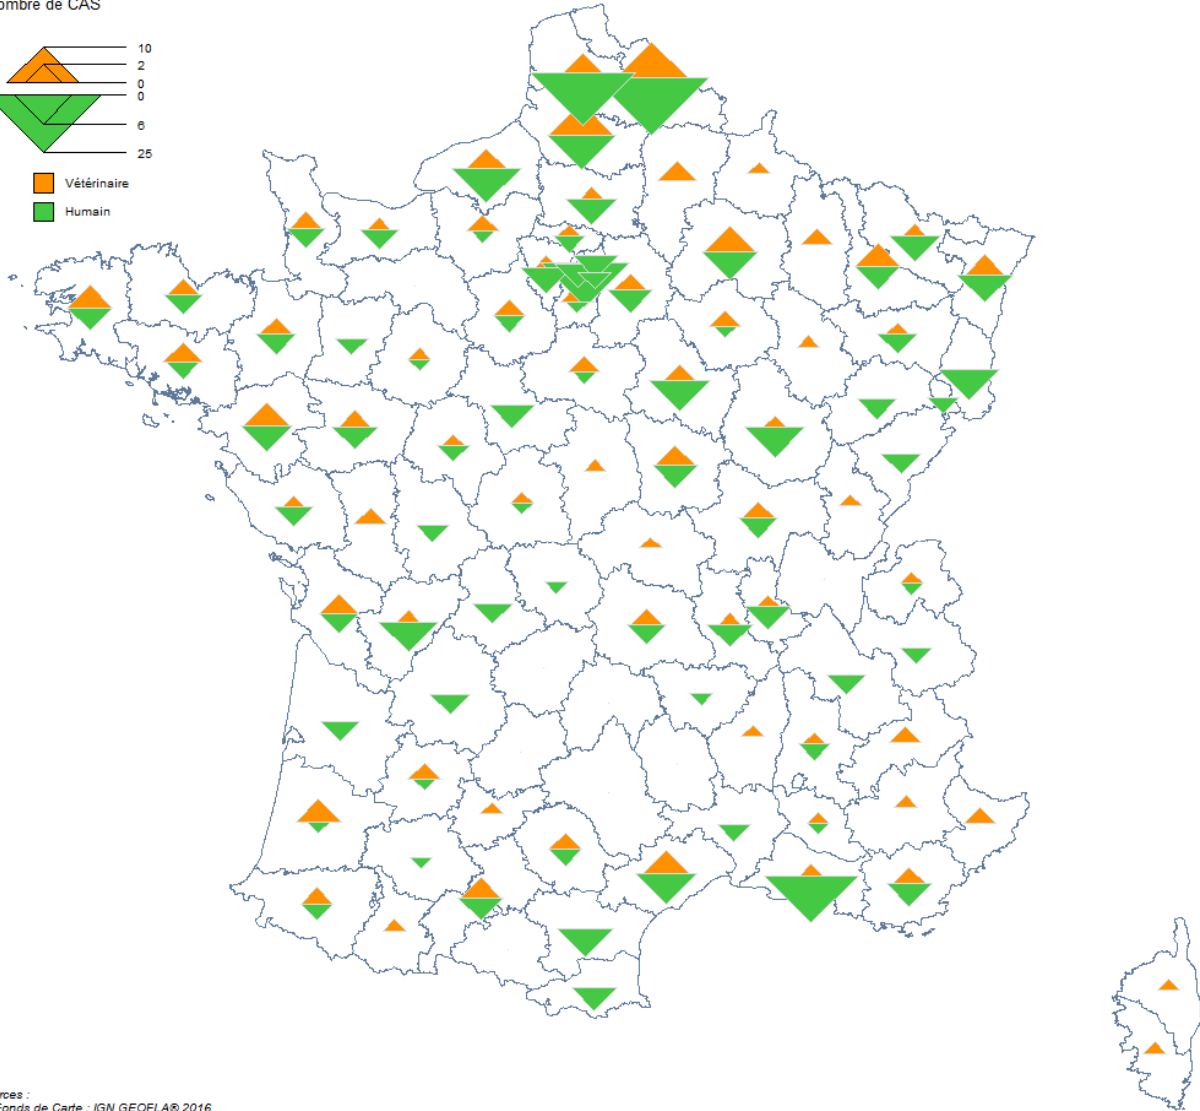 ombre de CAS
10
2
0
0
6
25
Vétérinaire
Humain
rces :
Fonds de Carte : IGN GEOFLA® 2016